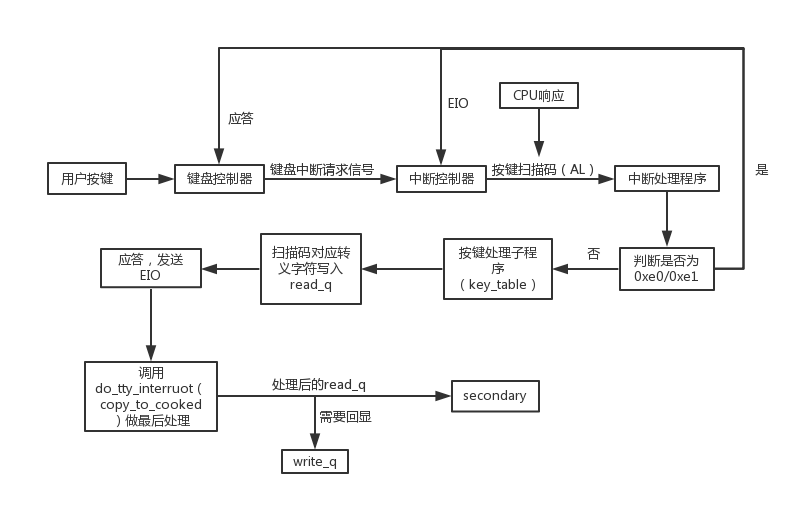 CPU响应
EIO
应答
用户按键
键盘控制器
键盘中断请求信号
中断控制器
按键扫描码（AL）
中断处理程序
是
应答，发送
EIO
扫描码对应转
义字符写入
read_q
按键处理子程
序
（key_table）
否
判断是否为
0xe0/0xe1
调用
do_tty_interruot（
copy_to_cooked
）做最后处理
处理后的read_q
secondary
需要回显
write_q